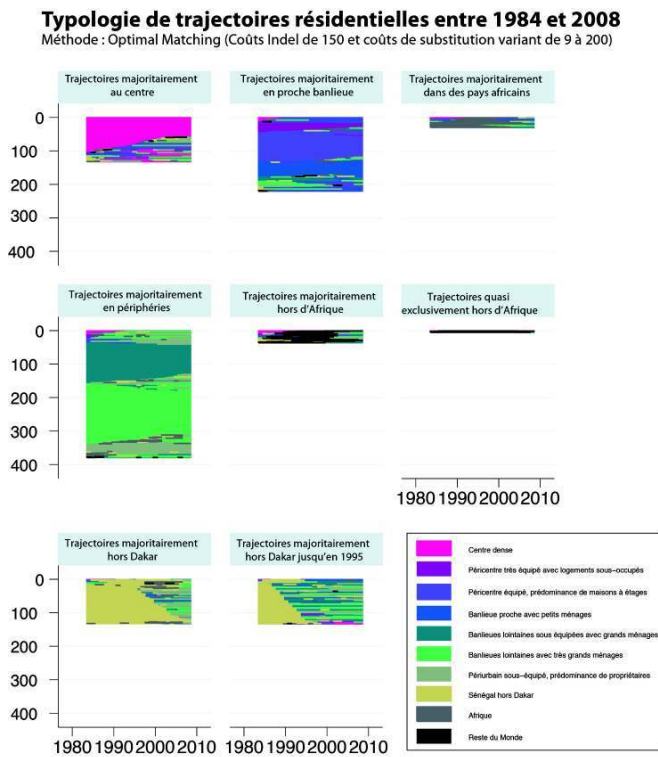 Typologie de trajectoires résidentielles entre 1984 et 2008
Méthode : Optimal Matching (Coûts Indel de 150 et coûts de substitution variant de 9 à 200)
Trajectoires majoritairement
au centre
Trajectoires majoritairement
en proche banlieue
Trajectoires majoritairement
dans des pays africains
0
100
200
300
400
Trajectoires majoritairement
en périphéries
Trajectoires majoritairement
hors d'Afrique
Trajectoires quasi
exclusivement hors d'Afrique
0
100
200
300
400
1980 1990 2000 2010
Trajectoires majoritairement
hors Dakar
Trajectoires majoritairement
hors Dakar jusqu'en 1995
0
100
200
300
400
1980 1990 2000 2010
1980 1990 2000 2010
Centre dense
Péricentre très équipé avec logements sous-occupés
Péricentre équipé, prédominance de maisons à étages
Banlieue proche avec petits ménages
Banlieues lointaines sous équipées avec grands ménages
Banlieues lointaines avec très grands ménages
Périurbain sous-équipé, prédominance de propriétaires
Sénégal hors Dakar
Afrique
Reste du Monde